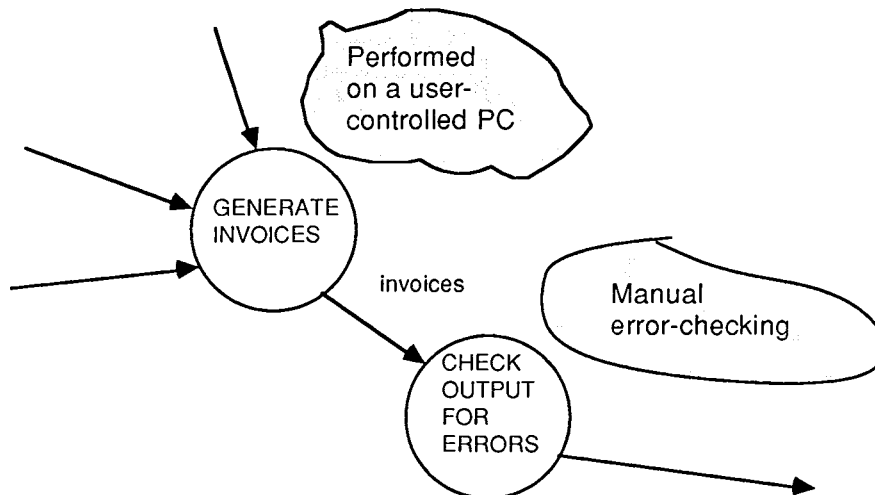 Performed
on a user-
controlled PC
GENERATE
INVOICES
invoices
Manual
error-checking
CHECK
OUTPUT
FOR
ERRORS